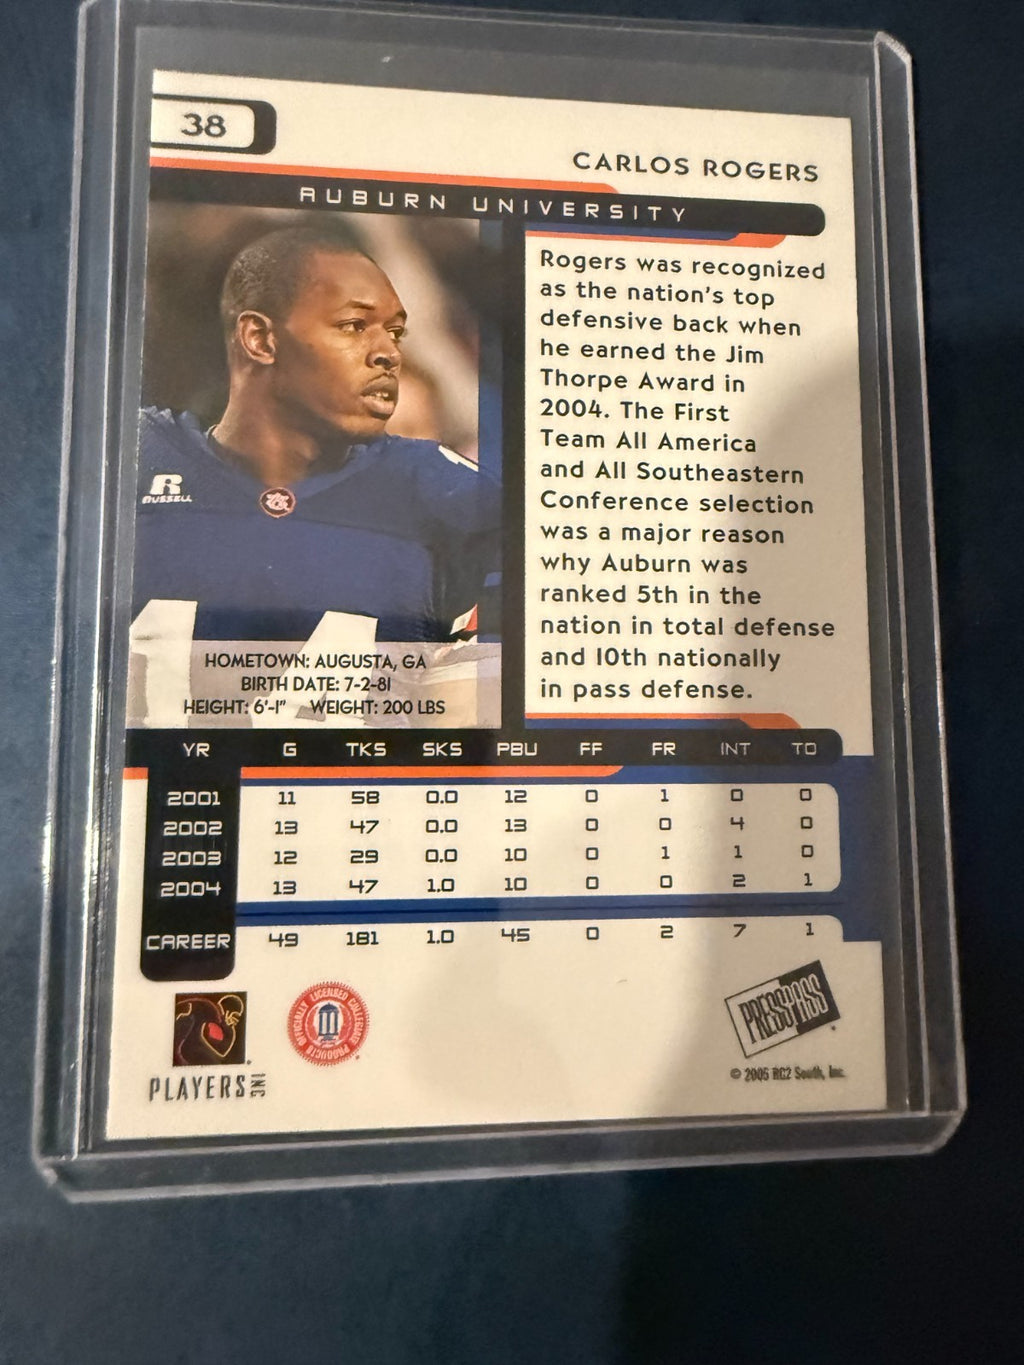 38
CARLOS ROGERS
AUBURN UNIVERSITY
Rogers was recognized
as the nation's top
defensive back when
he earned the Jim
Thorpe Award in
2004. The First
Team All America
and All Southeastern
Conference selection
was a major reason
why Auburn was
ranked 5th in the
nation in total defense
and 10th nationally
in pass defense.
R
RUSSELL
14
HOMETOWN: AUGUSTA, GA
BIRTH DATE: 7-2-81
HEIGHT: 6'-1" WEIGHT: 200 LBS
YR G TKS SKS PBU FF FR INT TD
2001 11 58 0.0 12 0 1 0 0
2002 13 47 0.0 13 0 0 4 0
2003 12 29 0.0 10 0 1 1 0
2004 13 47 1.0 10 0 0 2 1
CAREER 49 181 1.0 45 0 2 7 1
PLAYERS INC
OFFICIALLY LICENSED COLLEGIATE PRODUCTS
PRESS PASS
© 2005 RC2 South, Inc.